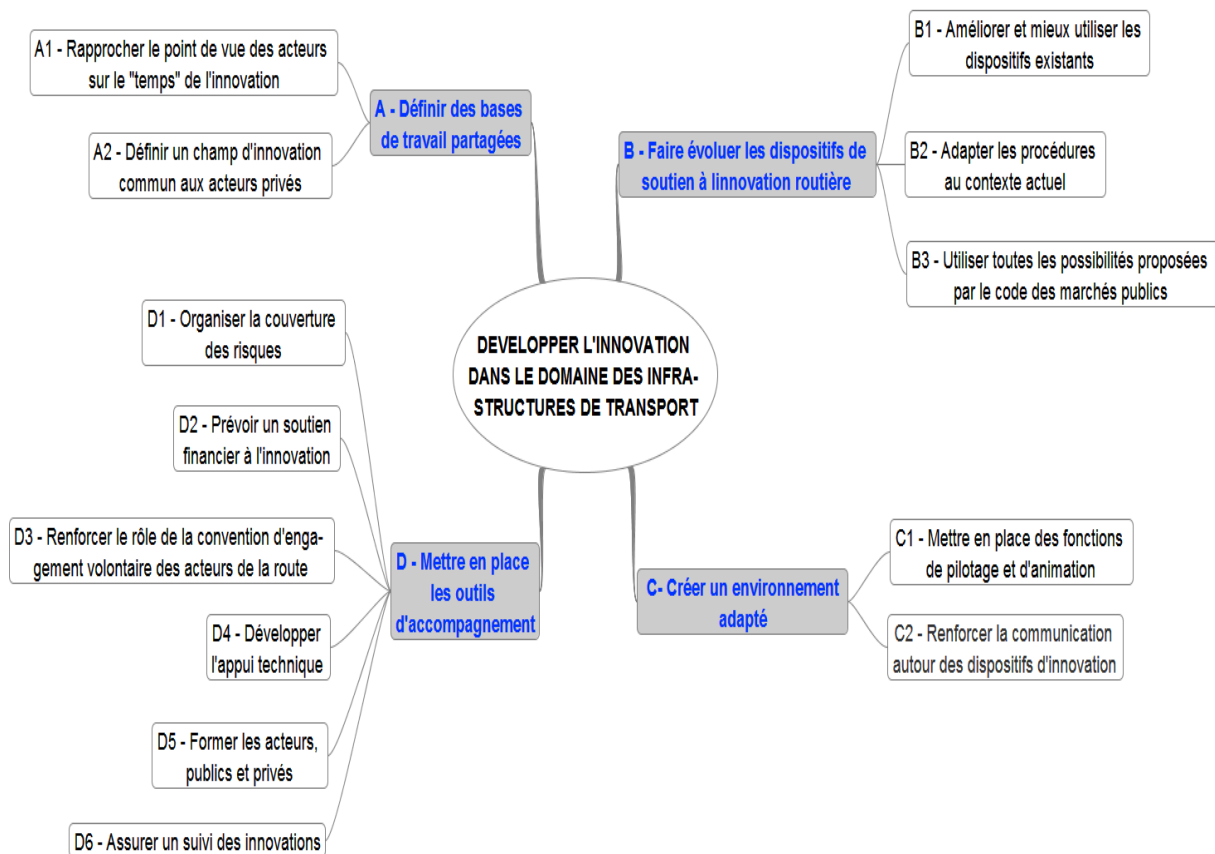 A1 - Rapprocher le point de vue des acteurs
sur le "temps" de l'innovation
A2 - Définir un champ d'innovation
commun aux acteurs privés
A - Définir des bases
de travail partagées
B - Faire évoluer les dispositifs de
soutien à linnovation routière
B1 - Améliorer et mieux utiliser les
dispositifs existants
B2 - Adapter les procédures
au contexte actuel
B3 - Utiliser toutes les possibilités proposées
par le code des marchés publics
DEVELOPPER L'INNOVATION
DANS LE DOMAINE DES INFRA-
STRUCTURES DE TRANSPORT
D1 - Organiser la couverture
des risques
D2 - Prévoir un soutien
financier à l'innovation
D3 - Renforcer le rôle de la convention d'enga-
gement volontaire des acteurs de la route
D4 - Développer
l'appui technique
D5 - Former les acteurs,
publics et privés
D6 - Assurer un suivi des innovations
D - Mettre en place
les outils
d'accompagnement
C- Créer un environnement
adapté
C1 - Mettre en place des fonctions
de pilotage et d'animation
C2 - Renforcer la communication
autour des dispositifs d'innovation